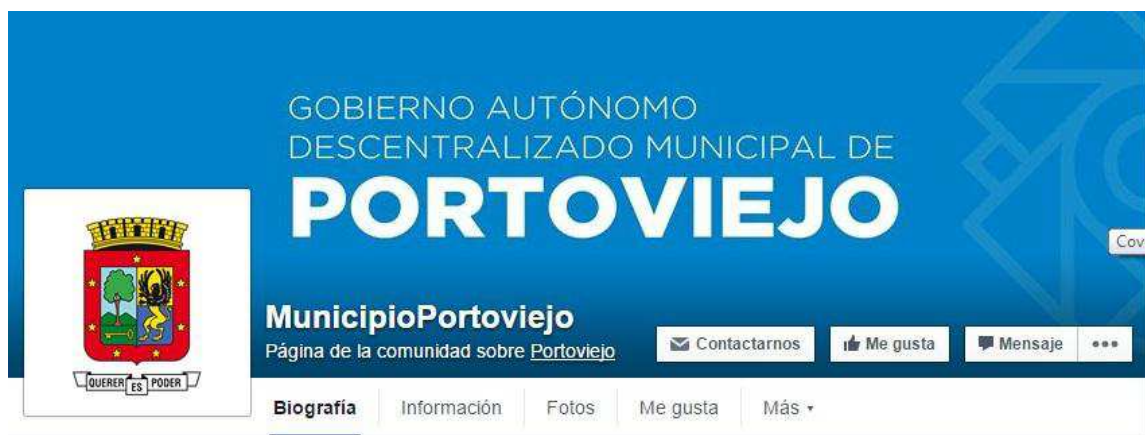 GOBIERNO AUTÓNOMO
DESCENTRALIZADO MUNICIPAL DE
PORTOVIEJO
Cov
MunicipioPortoviejo
Página de la comunidad sobre Portoviejo
Contactarnos
Me gusta
Mensaje
QUERER ES PODER
Biografía
Información
Fotos
Me gusta
Más